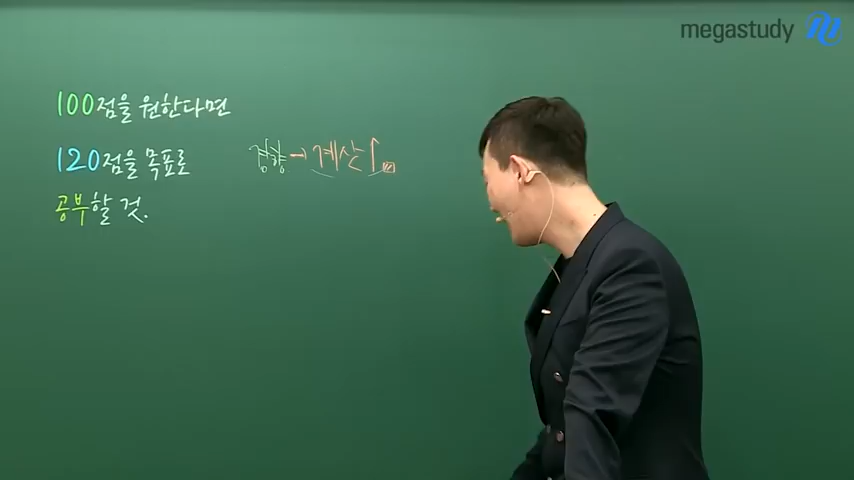 megastudy
100점을 원한다면
120점을 목표로
공부할 것.
경향 → 계산↑